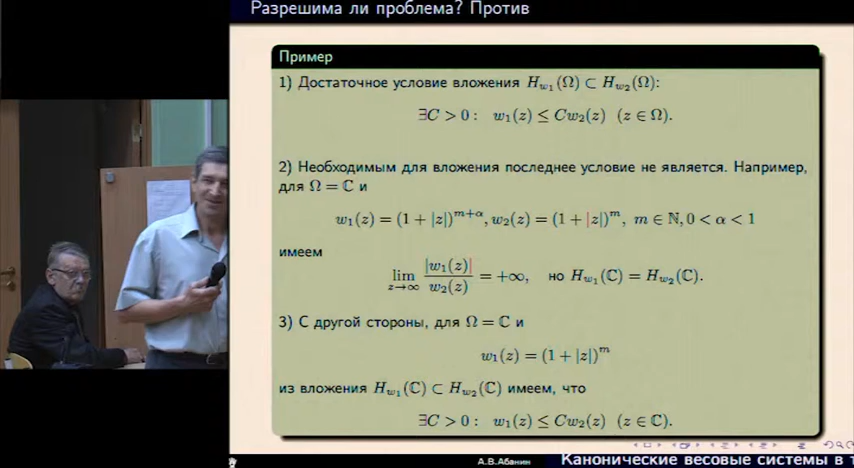 Разрешима ли проблема? Против
Пример
1) Достаточное условие вложения H_{w_1}(Ω) ⊂ H_{w_2}(Ω):
∃C > 0 : w_1(z) ≤ Cw_2(z) (z ∈ Ω).
2) Необходимым для вложения последнее условие не является. Например,
для Ω = ℂ и
w_1(z) = (1 + |z|)^{m+α}, w_2(z) = (1 + |z|)^m, m ∈ ℕ, 0 < α < 1
имеем
lim_{z→∞} |w_1(z)|/w_2(z) = +∞, но H_{w_1}(ℂ) = H_{w_2}(ℂ).
3) С другой стороны, для Ω = ℂ и
w_1(z) = (1 + |z|)^m
из вложения H_{w_1}(ℂ) ⊂ H_{w_2}(ℂ) имеем, что
∃C > 0 : w_1(z) ≤ Cw_2(z) (z ∈ ℂ).
А.В.Абанин Канонические весовые системы в т